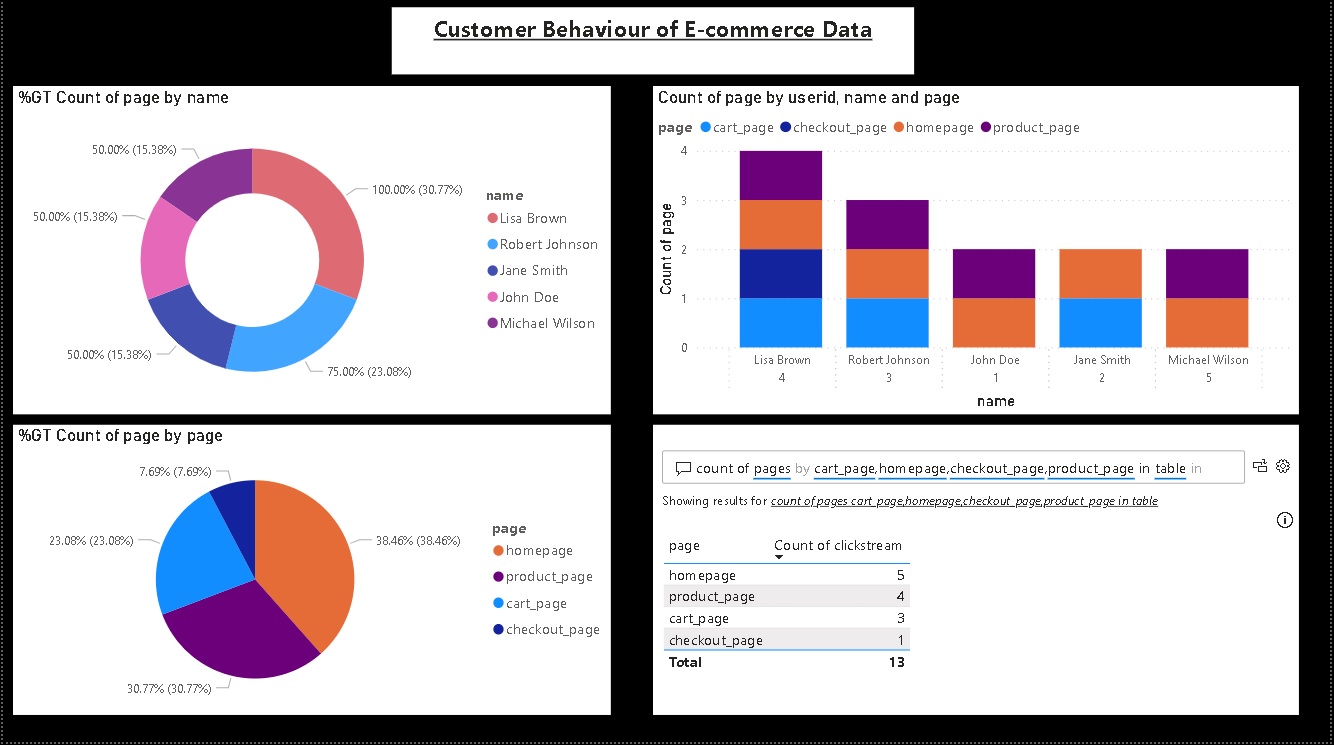 Customer Behaviour of E-commerce Data
%GT Count of page by name
50.00% (15.38%)
100.00% (30.77%)
50.00% (15.38%)
50.00% (15.38%)
75.00% (23.08%)
name
Lisa Brown
Robert Johnson
Jane Smith
John Doe
Michael Wilson
Count of page by userid, name and page
page cart_page checkout_page homepage product_page
Count of page
4
3
2
1
0
Lisa Brown Robert Johnson John Doe Jane Smith Michael Wilson
4 3 1 2 5
name
%GT Count of page by page
7.69% (7.69%)
38.46% (38.46%)
23.08% (23.08%)
30.77% (30.77%)
page
homepage
product_page
cart_page
checkout_page
count of pages by cart_page,homepage,checkout_page,product_page in table in
Showing results for count of pages cart_page,homepage,checkout_page,product_page in table
page Count of clickstream
homepage 5
product_page 4
cart_page 3
checkout_page 1
Total 13